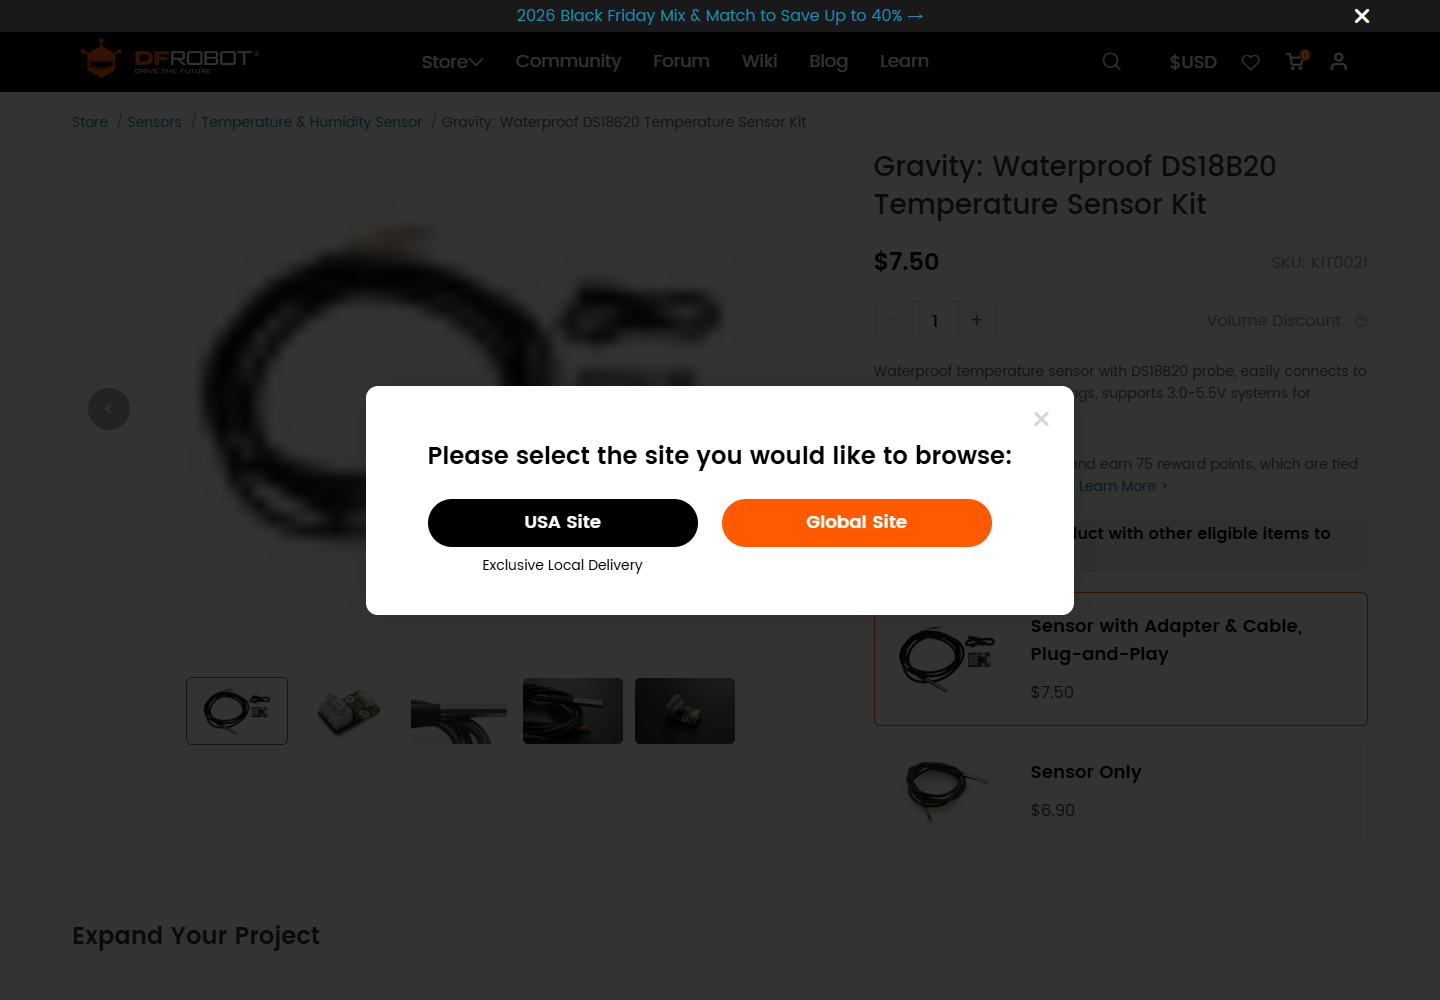 2026 Black Friday Mix & Match to Save Up to 40% →
DFROBOT
DRIVE THE FUTURE
Store Community Forum Wiki Blog Learn $USD 0
Store / Sensors / Temperature & Humidity Sensor / Gravity: Waterproof DS18B20 Temperature Sensor Kit
Gravity: Waterproof DS18B20
Temperature Sensor Kit
$7.50 SKU: KIT0021
− 1 + Volume Discount
Waterproof temperature sensor with DS18B20 probe, easily connects to
gs, supports 3.0-5.5V systems for
and earn 75 reward points, which are tied
Learn More >
uct with other eligible items to
Please select the site you would like to browse:
USA Site Global Site
Exclusive Local Delivery
Sensor with Adapter & Cable,
Plug-and-Play
$7.50
Sensor Only
$6.90
Expand Your Project